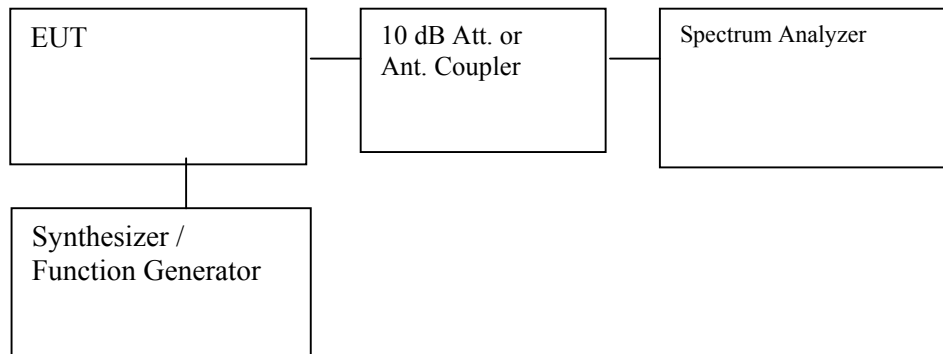 EUT
10 dB Att. or
Ant. Coupler
Spectrum Analyzer
Synthesizer /
Function Generator